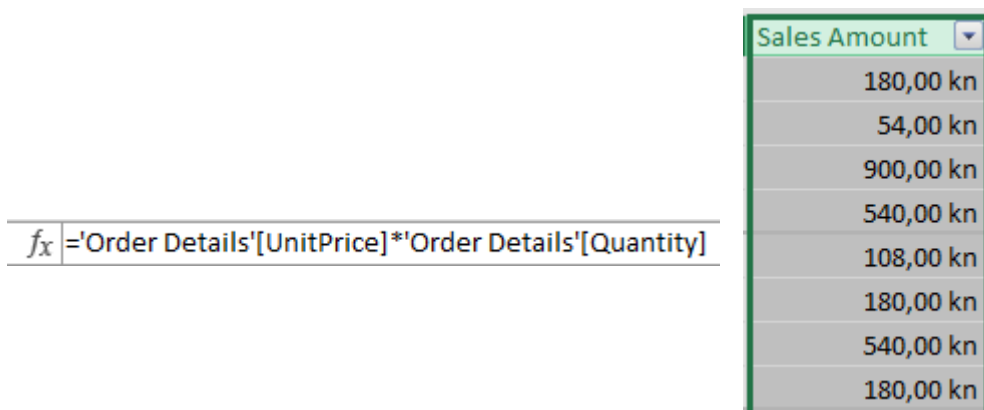 Sales Amount
180,00 kn
54,00 kn
900,00 kn
540,00 kn
fx ='Order Details'[UnitPrice]*'Order Details'[Quantity]
108,00 kn
180,00 kn
540,00 kn
180,00 kn